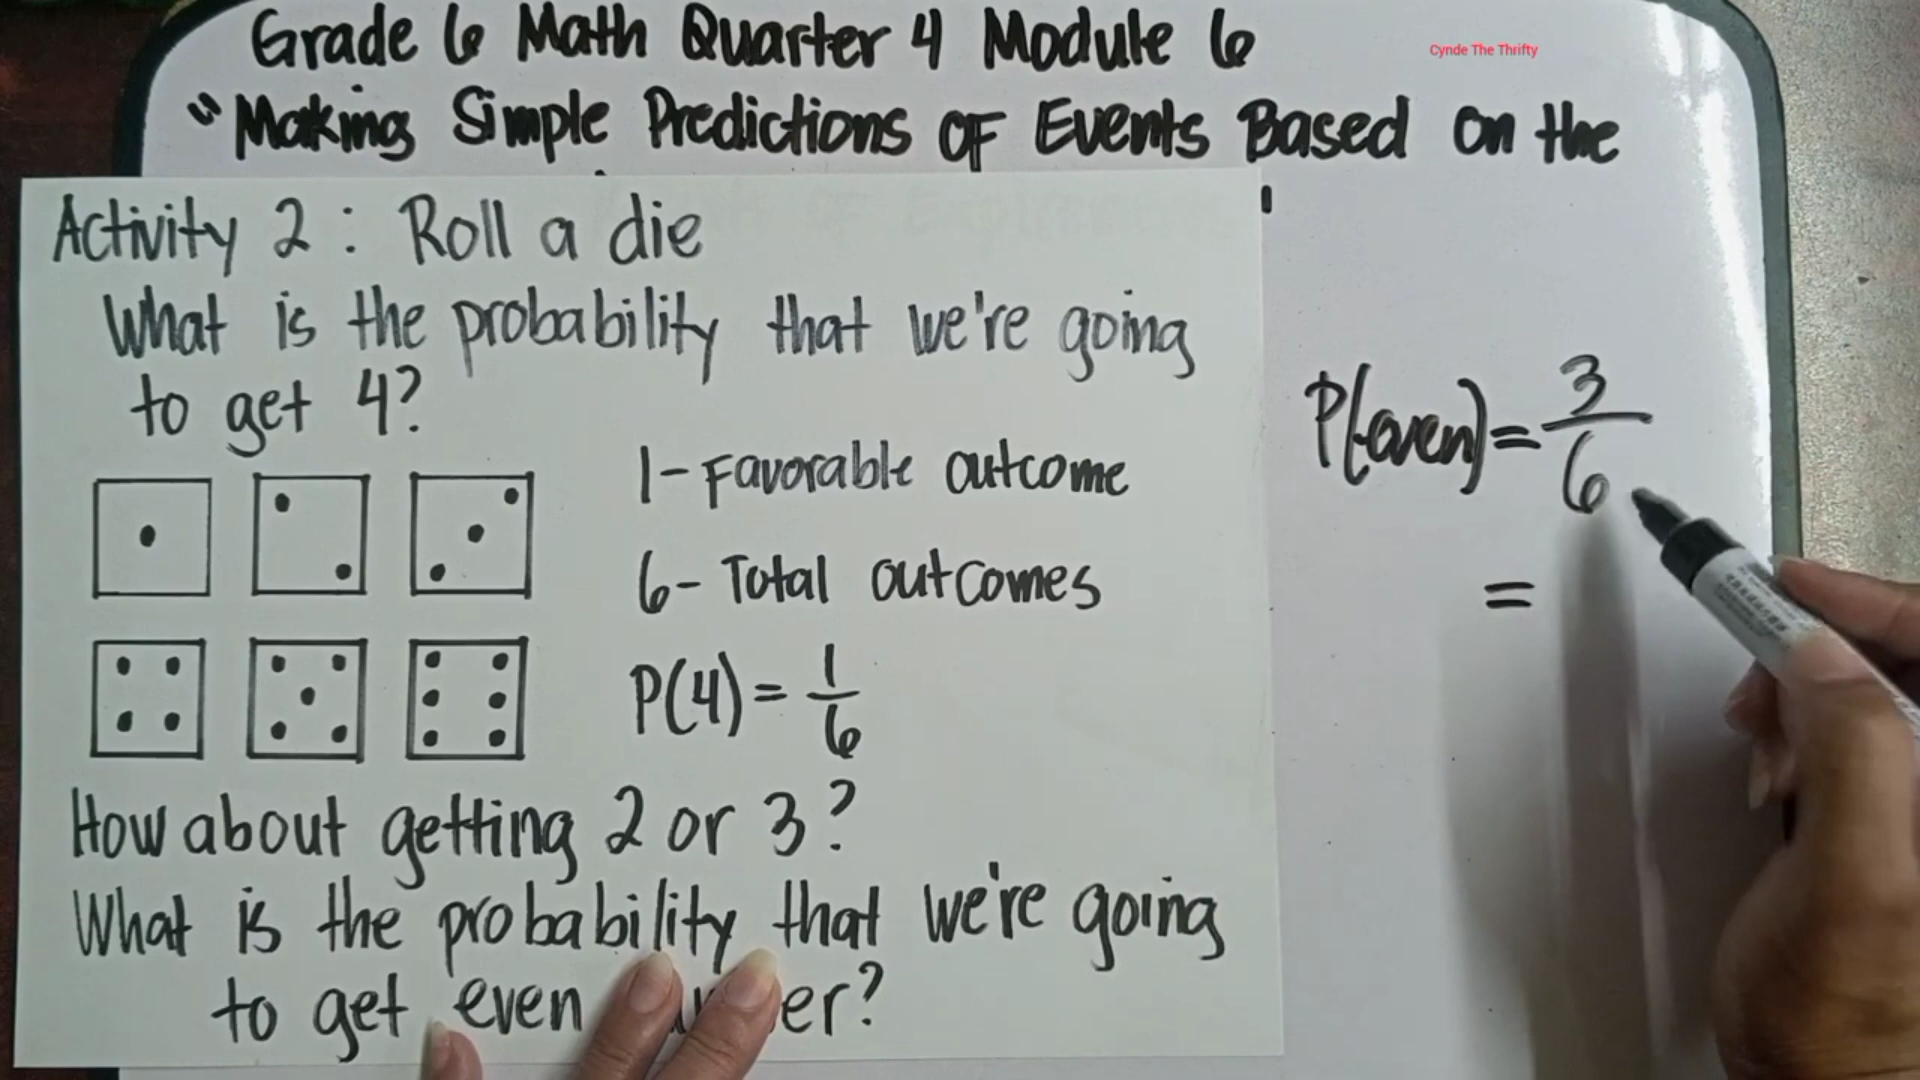 Grade 6 Math Quarter 4 Module 6
Cynde The Thrifty
"Making Simple Predictions OF Events Based on the
Activity 2: Roll a die
What is the probability that we're going
to get 4?
1-Favorable outcome
6-Total outcomes
P(4)=1/6
How about getting 2 or 3?
What is the probability that we're going
to get even er?
P(even)=3/6
=